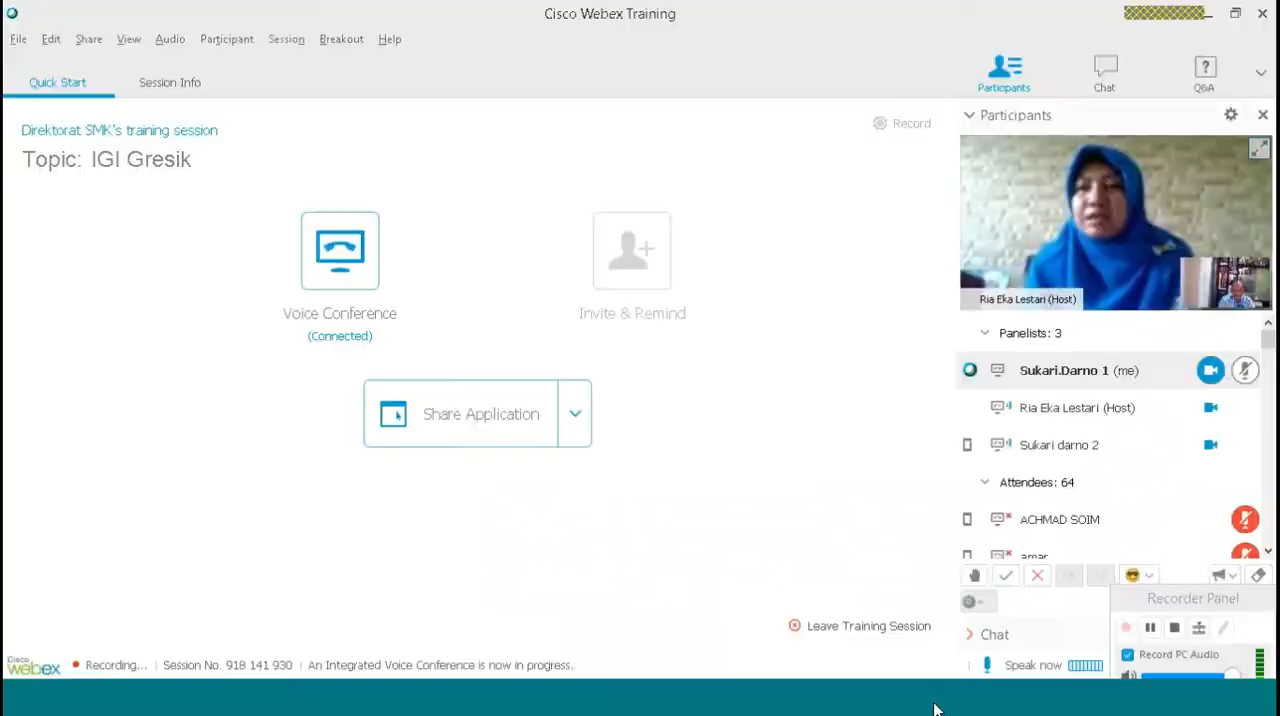 Cisco Webex Training
File Edit Share View Audio Participant Session Breakout Help
Quick Start Session Info
Participants Chat Q&A
Direktorat SMK's training session
Topic: IGI Gresik
Record
Voice Conference
(Connected)
Invite & Remind
Share Application
Leave Training Session
Participants
Ria Eka Lestari (Host)
Panelists: 3
Sukari.Darno 1 (me)
Ria Eka Lestari (Host)
Sukari darno 2
Attendees: 64
ACHMAD SOIM
amar
Recorder Panel
Chat
Record PC Audio
Speak now
Cisco webex
Recording... Session No. 918 141 930 An Integrated Voice Conference is now in progress.